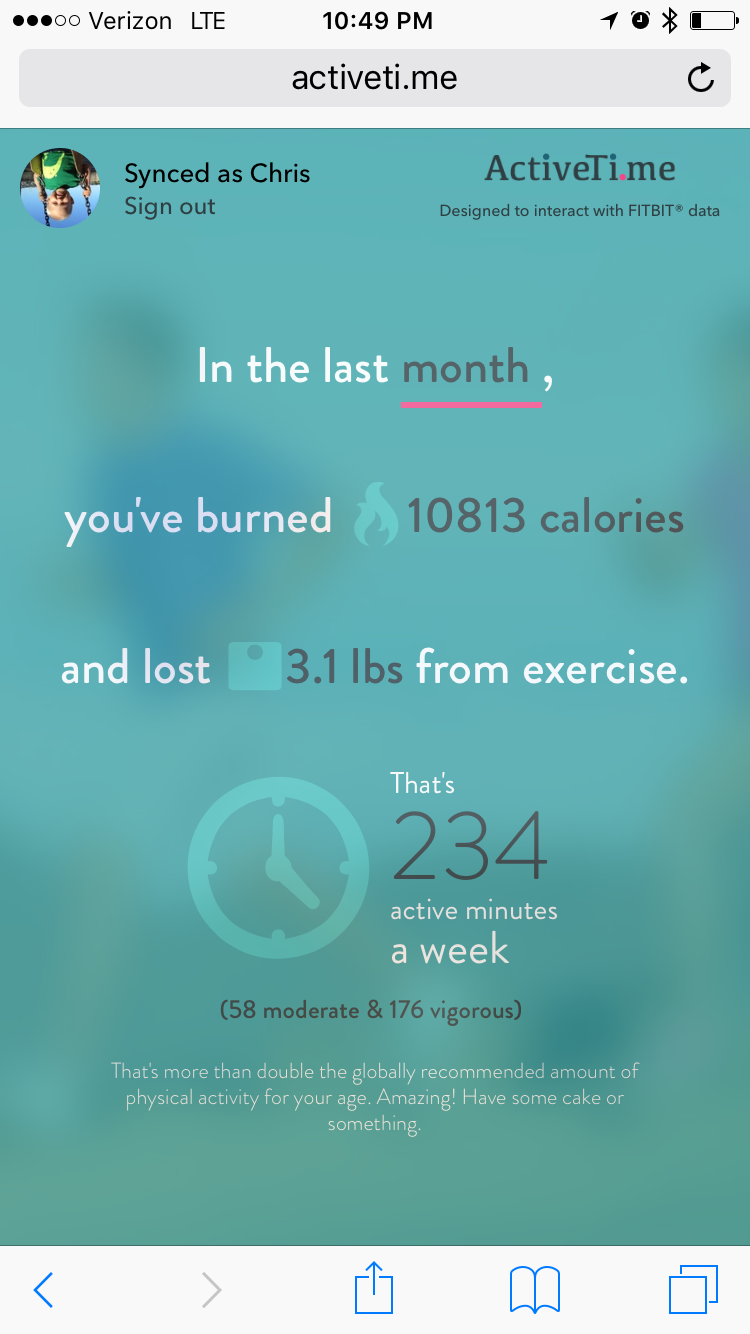 Verizon LTE 10:49 PM
activeti.me
Synced as Chris
Sign out
ActiveTi.me
Designed to interact with FITBIT® data
In the last month ,
you've burned 10813 calories
and lost 3.1 lbs from exercise.
That's
234
active minutes
a week
(58 moderate & 176 vigorous)
That's more than double the globally recommended amount of
physical activity for your age. Amazing! Have some cake or
something.